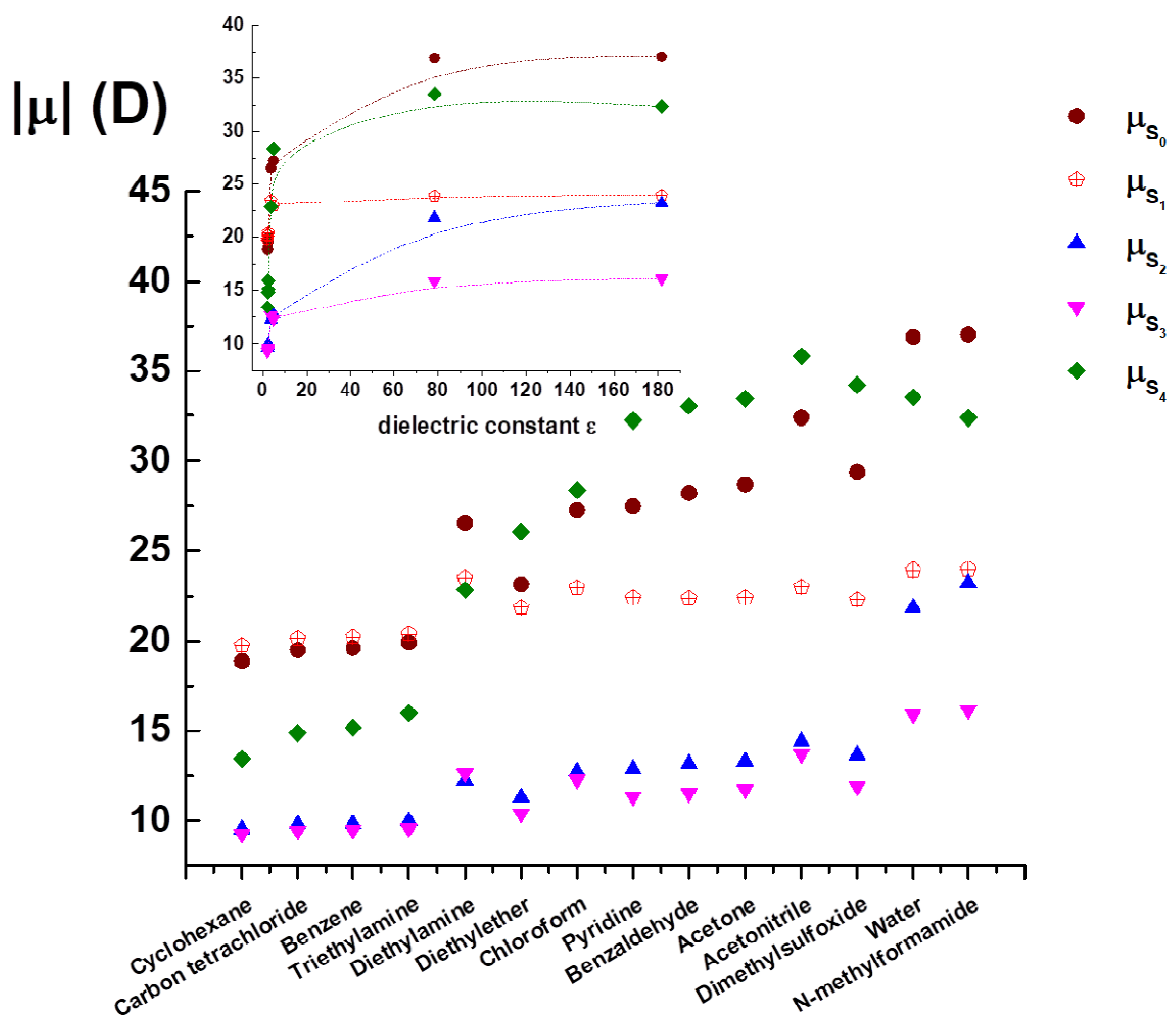 40
35
30
25
20
15
10
0 20 40 60 80 100 120 140 160 180
dielectric constant ε
|μ| (D)
45
40
35
30
25
20
15
10
μS0
μS1
μS2
μS3
μS4
Cyclohexane
Carbon tetrachloride
Benzene
Triethylamine
Diethylamine
Diethylether
Chloroform
Pyridine
Benzaldehyde
Acetone
Acetonitrile
Dimethylsulfoxide
Water
N-methylformamide